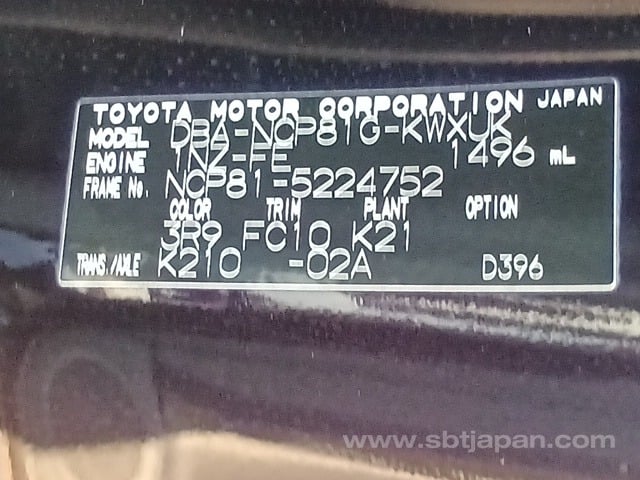 TOYOTA MOTOR CORPORATION JAPAN
MODEL DBA-NCP81G-KWXUK
ENGINE 1NZ-FE 1496 mL
FRAME No. NCP81-5224752
COLOR TRIM PLANT OPTION
3R9 FC10 K21
TRANS./AXLE K210 -02A D396
www.sbtjapan.com